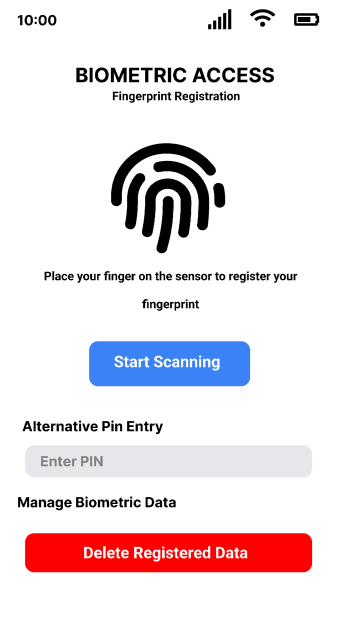 10:00
BIOMETRIC ACCESS
Fingerprint Registration
Place your finger on the sensor to register your
fingerprint
Start Scanning
Alternative Pin Entry
Enter PIN
Manage Biometric Data
Delete Registered Data